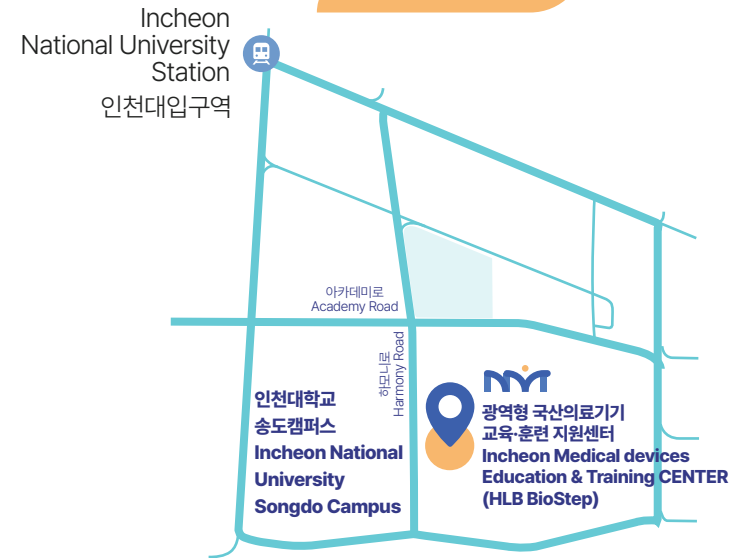 Incheon
National University
Station
인천대입구역
아카데미로
Academy Road
하모니로
Harmony Road
인천대학교
송도캠퍼스
Incheon National
University
Songdo Campus
광역형 국산의료기기
교육·훈련 지원센터
Incheon Medical devices
Education & Training CENTER
(HLB BioStep)